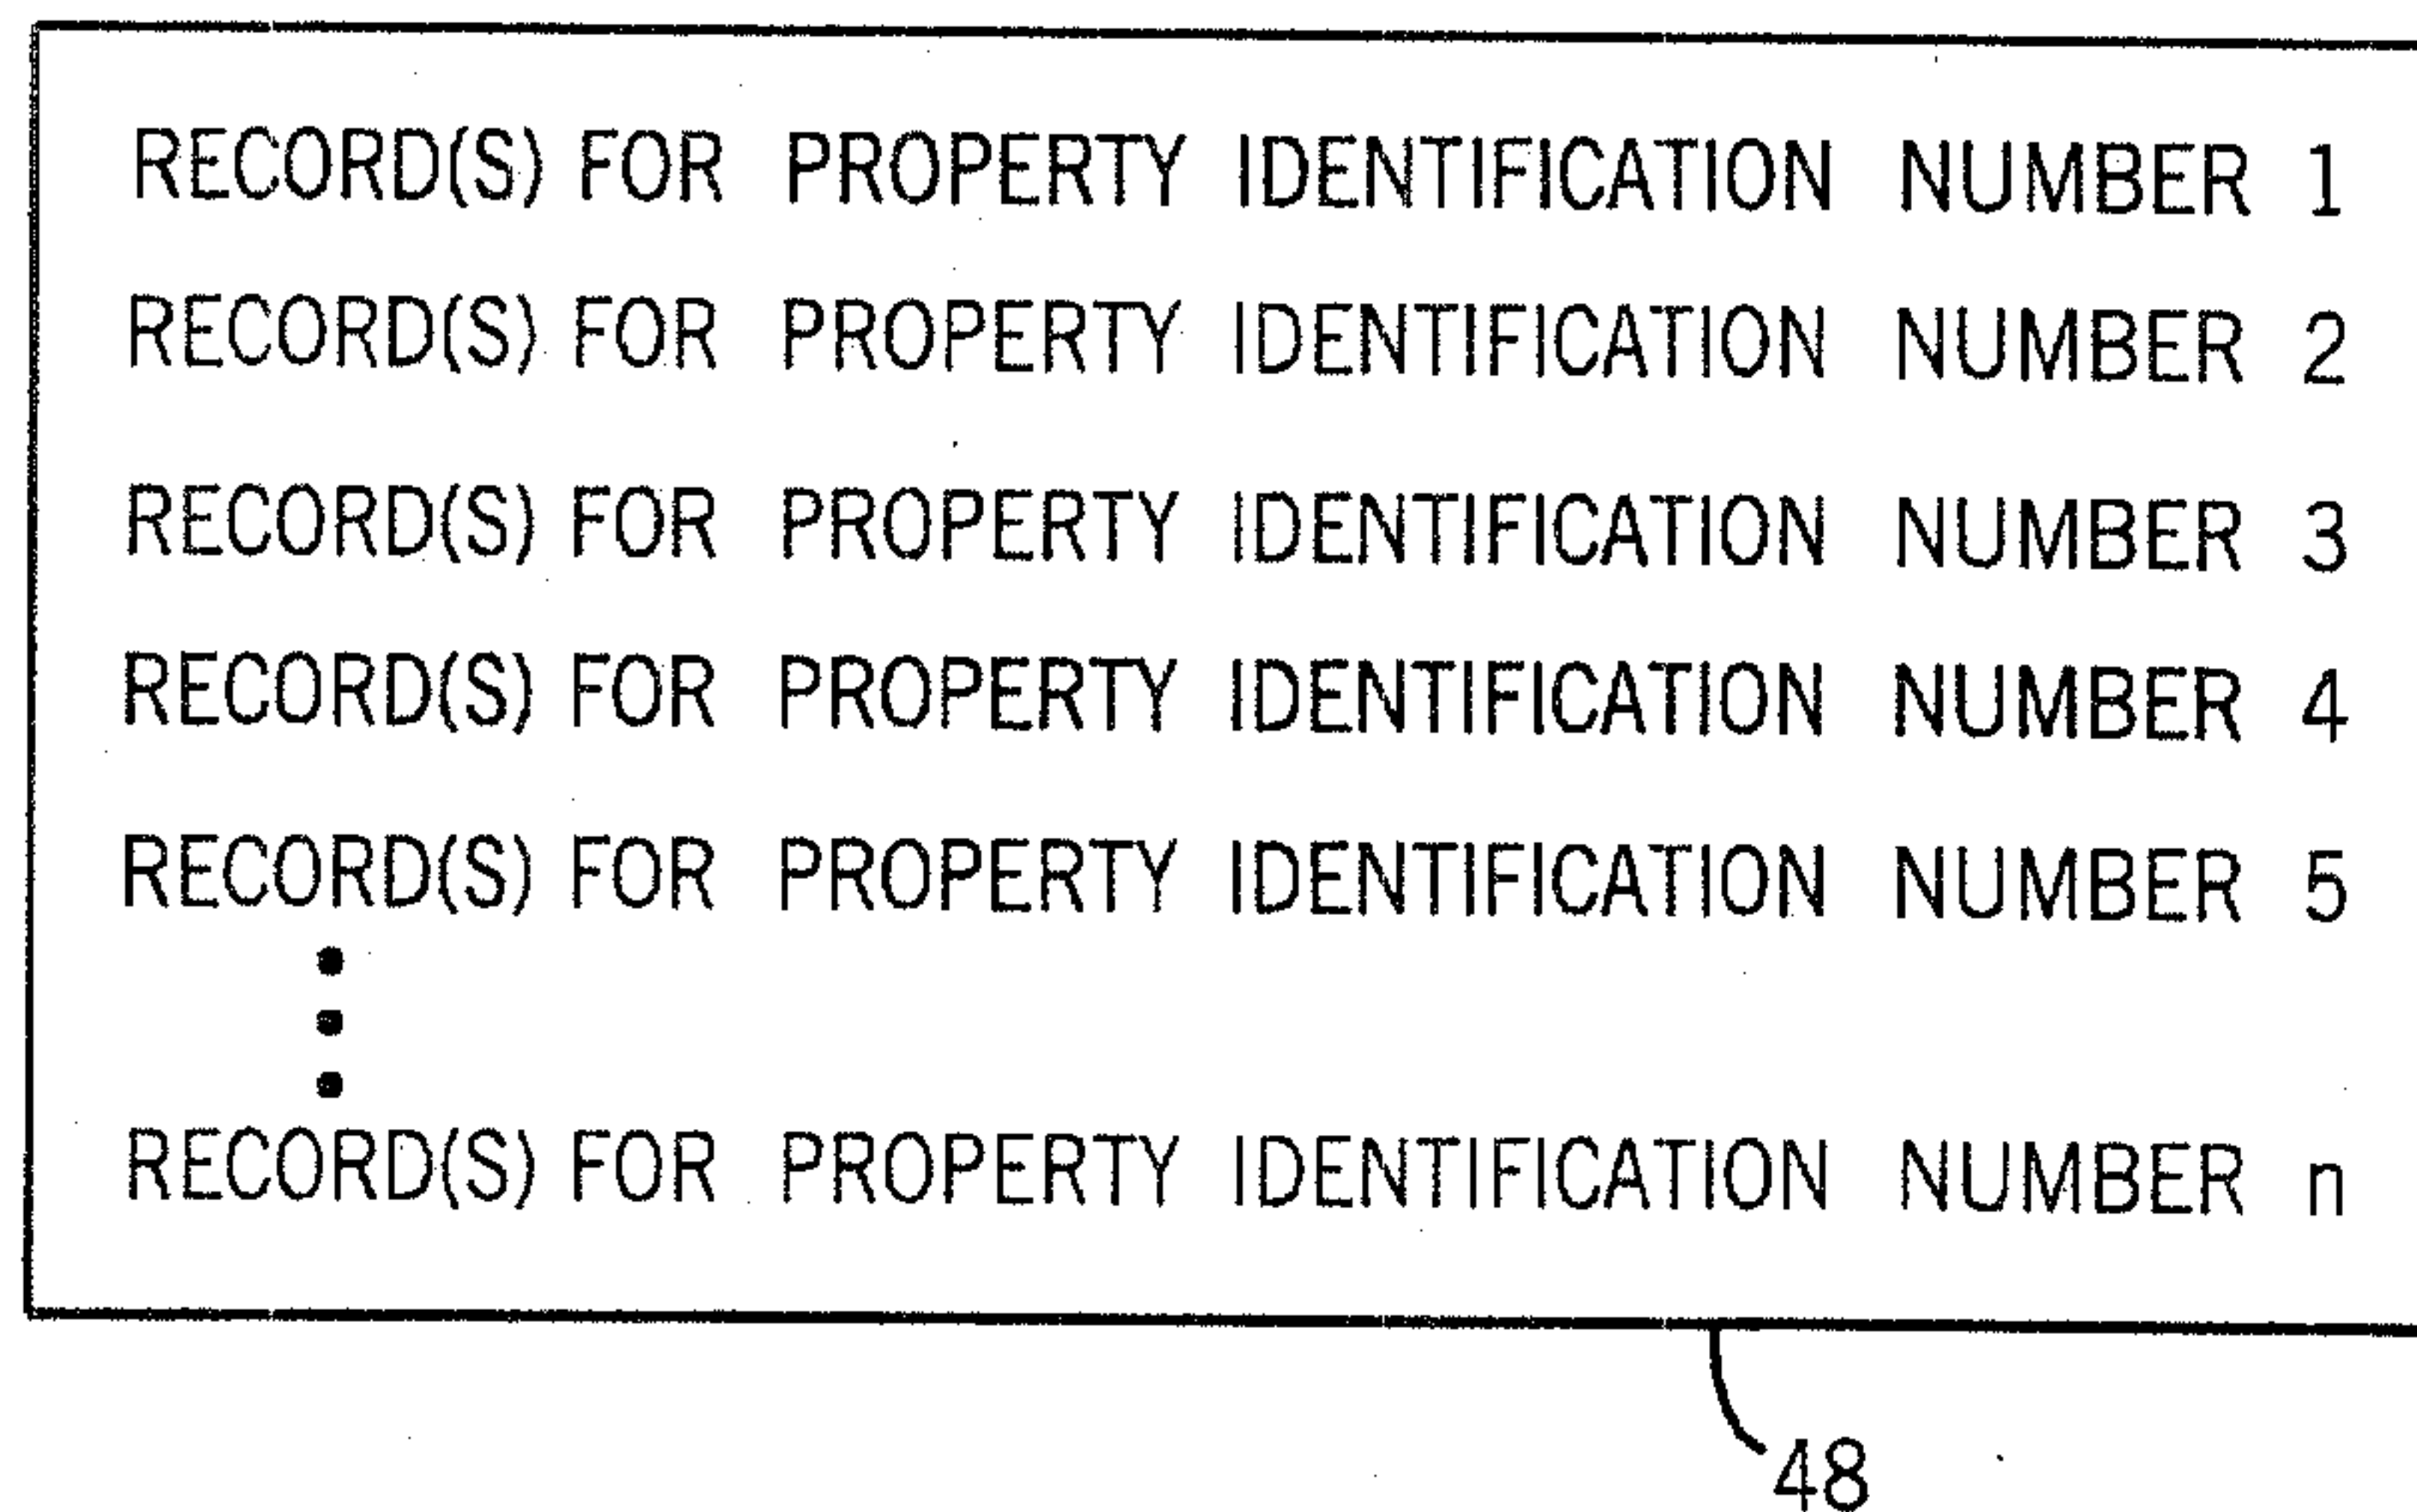 RECORD(S) FOR PROPERTY IDENTIFICATION NUMBER 1
RECORD(S) FOR PROPERTY IDENTIFICATION NUMBER 2
RECORD(S) FOR PROPERTY IDENTIFICATION NUMBER 3
RECORD(S) FOR PROPERTY IDENTIFICATION NUMBER 4
RECORD(S) FOR PROPERTY IDENTIFICATION NUMBER 5
RECORD(S) FOR PROPERTY IDENTIFICATION NUMBER n
48